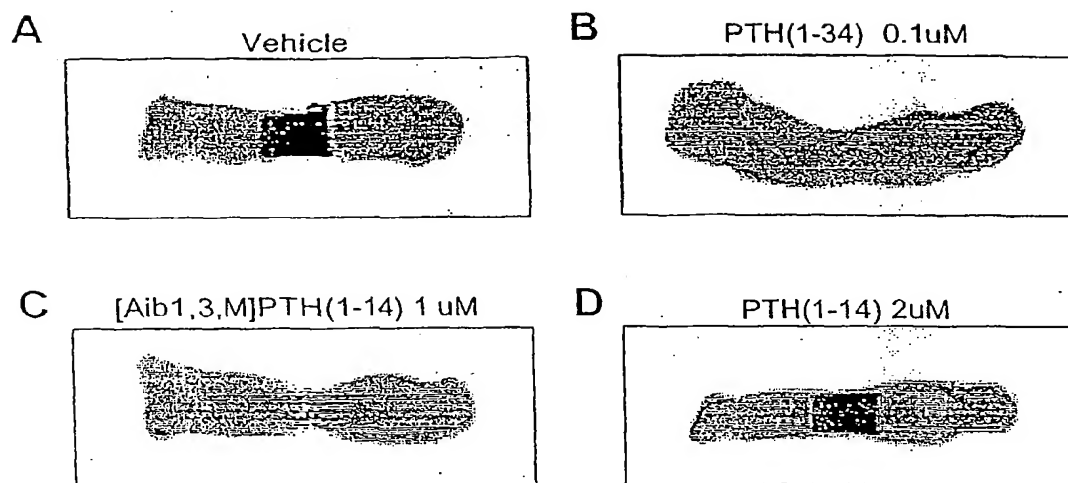 A
Vehicle
B
PTH(1-34) 0.1uM
C
[Aib1,3,M]PTH(1-14) 1 uM
D
PTH(1-14) 2uM